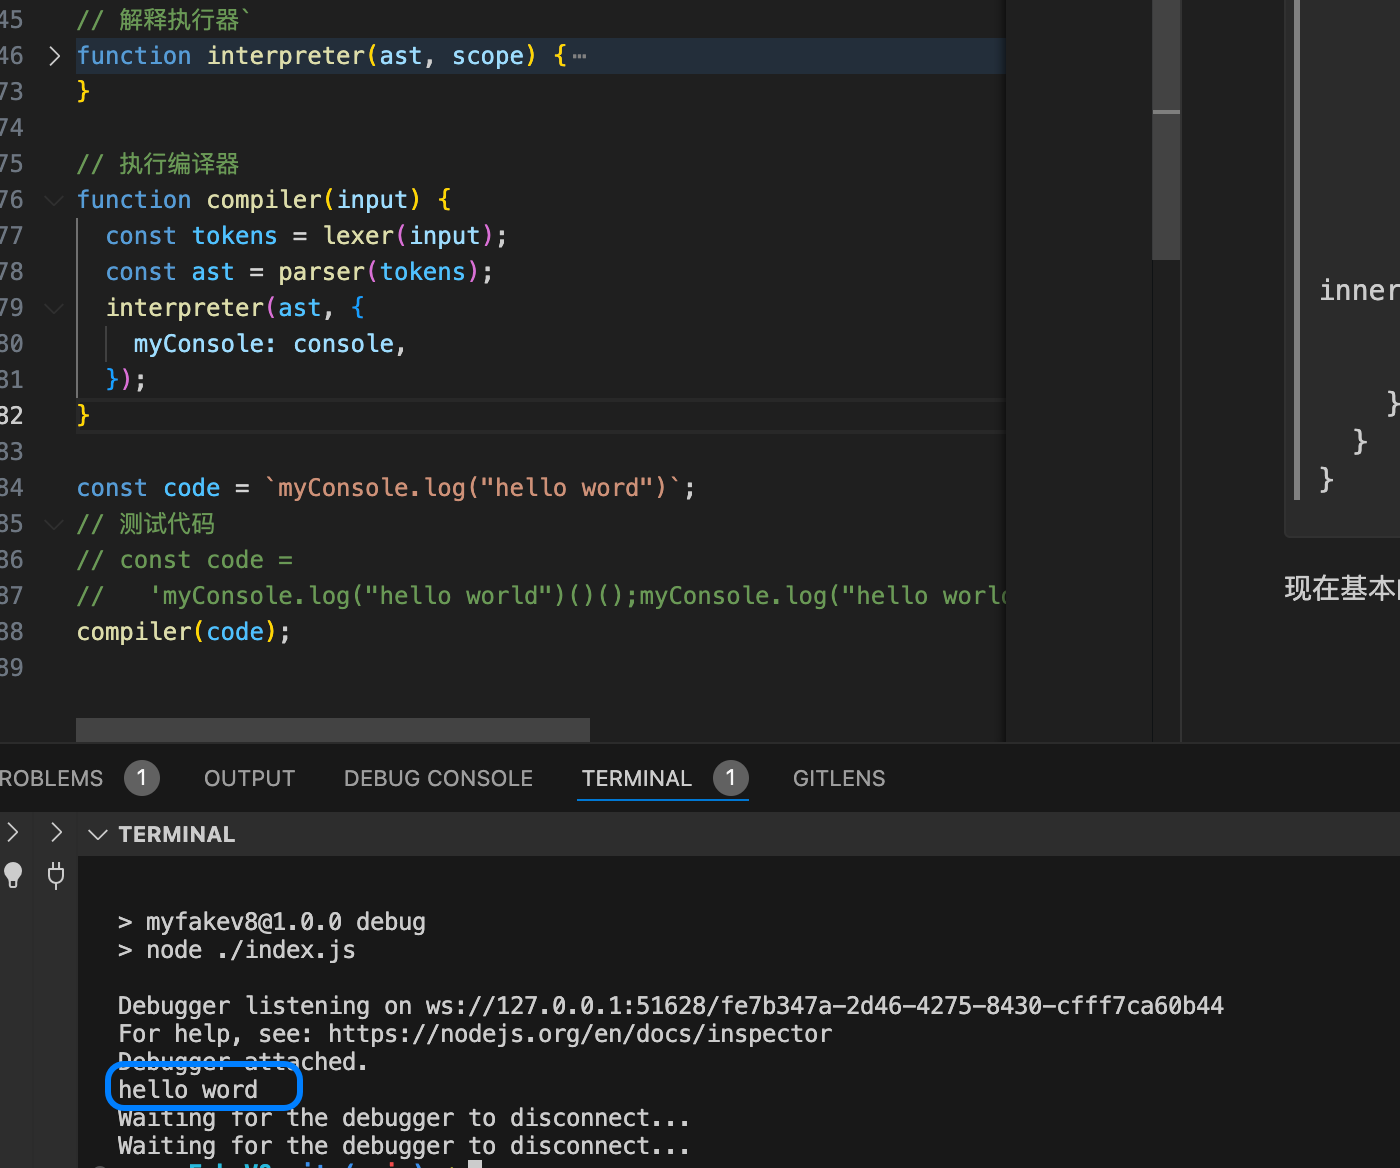 45 // 解释执行器`
46 function interpreter(ast, scope) {…
73 }
74
75 // 执行编译器
76 function compiler(input) {
77 const tokens = lexer(input);
78 const ast = parser(tokens);
79 interpreter(ast, {
80 myConsole: console,
81 });
82 }
83
84 const code = `myConsole.log("hello word")`;
85 // 测试代码
86 // const code =
87 // 'myConsole.log("hello world")()();myConsole.log("hello worl
88 compiler(code);
89
inner
}
}
}
现在基本
ROBLEMS 1 OUTPUT DEBUG CONSOLE TERMINAL 1 GITLENS
TERMINAL
> myfakev8@1.0.0 debug
> node ./index.js
Debugger listening on ws://127.0.0.1:51628/fe7b347a-2d46-4275-8430-cfff7ca60b44
For help, see: https://nodejs.org/en/docs/inspector
Debugger attached.
hello word
Waiting for the debugger to disconnect...
Waiting for the debugger to disconnect...